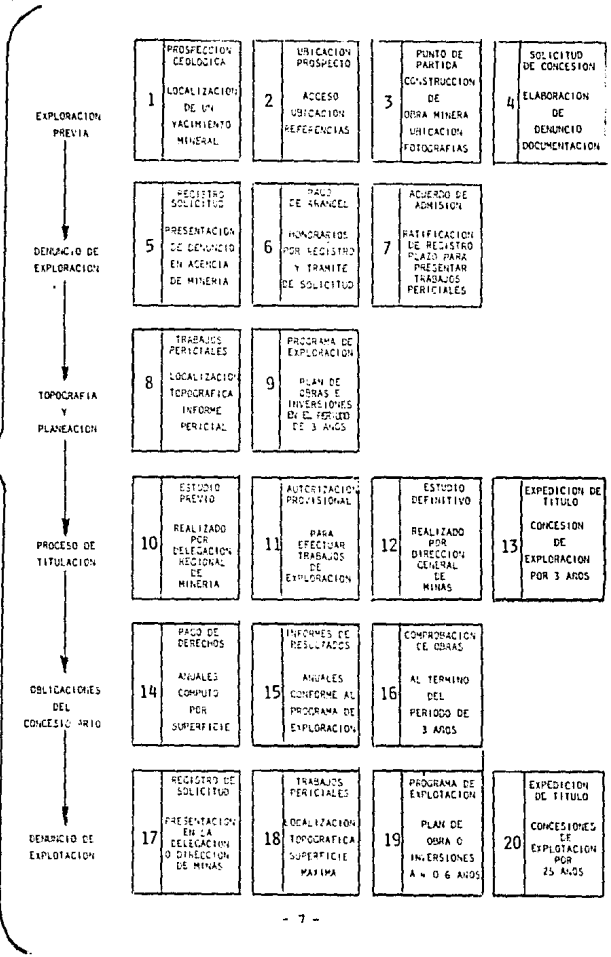 EXPLORACION
PREVIA
1
PROSPECCION
GEOLOGICA
LOCALIZACION
DE UN
YACIMIENTO
MINERAL
2
UBICACION
PROSPECTO
ACCESO
UBICACION
REFERENCIAS
3
PUNTO DE
PARTIDA
CONSTRUCCION
DE
OBRA MINERA
UBICACION
FOTOGRAFIAS
4
SOLICITUD
DE CONCESION
ELABORACION
DE
DENUNCIO
DOCUMENTACION
DENUNCIO DE
EXPLORACION
5
REGISTRO
SOLICITUD
PRESENTACION
DE DENUNCIO
EN AGENCIA
DE MINERIA
6
PAGO
DE ARANCEL
HONORARIOS
POR REGISTRO
Y TRAMITE
DE SOLICITUD
7
ACUERDO DE
ADMISION
RATIFICACION
DE REGISTRO
PLAZO PARA
PRESENTAR
TRABAJOS
PERICIALES
TOPOGRAFIA
Y
PLANEACION
8
TRABAJOS
PERICIALES
LOCALIZACION
TOPOGRAFICA
INFORME
PERICIAL
9
PROGRAMA DE
EXPLORACION
PLAN DE
OBRAS E
INVERSIONES
EN EL PERIODO
DE 3 AÑOS
PROCESO DE
TITULACION
10
ESTUDIO
PREVIO
REALIZADO
POR
DELEGACION
REGIONAL
DE
MINERIA
11
AUTORIZACION
PROVISIONAL
PARA
EFECTUAR
TRABAJOS
DE
EXPLORACION
12
ESTUDIO
DEFINITIVO
REALIZADO
POR
DIRECCION
GENERAL
DE
MINAS
13
EXPEDICION DE
TITULO
CONCESION
DE
EXPLORACION
POR 3 AÑOS
OBLIGACIONES
DEL
CONCESIO ARIO
14
PAGO DE
DERECHOS
ANUALES
COMPUTO
POR
SUPERFICIE
15
INFORMES DE
RESULTADOS
ANUALES
CONFORME AL
PROGRAMA DE
EXPLORACION
16
COMPROBACION
DE OBRAS
AL TERMINO
DEL
PERIODO DE
3 AÑOS
DENUNCIO DE
EXPLOTACION
17
REGISTRO DE
SOLICITUD
PRESENTACION
EN LA
DELEGACION
O DIRECCION
DE MINAS
18
TRABAJOS
PERICIALES
LOCALIZACION
TOPOGRAFICA
SUPERFICIE
MAXIMA
19
PROGRAMA DE
EXPLOTACION
PLAN DE
OBRA O
INVERSIONES
A 4 O 6 AÑOS
20
EXPEDICION
DE TITULO
CONCESIONES
DE
EXPLOTACION
POR
25 AÑOS
- 7 -